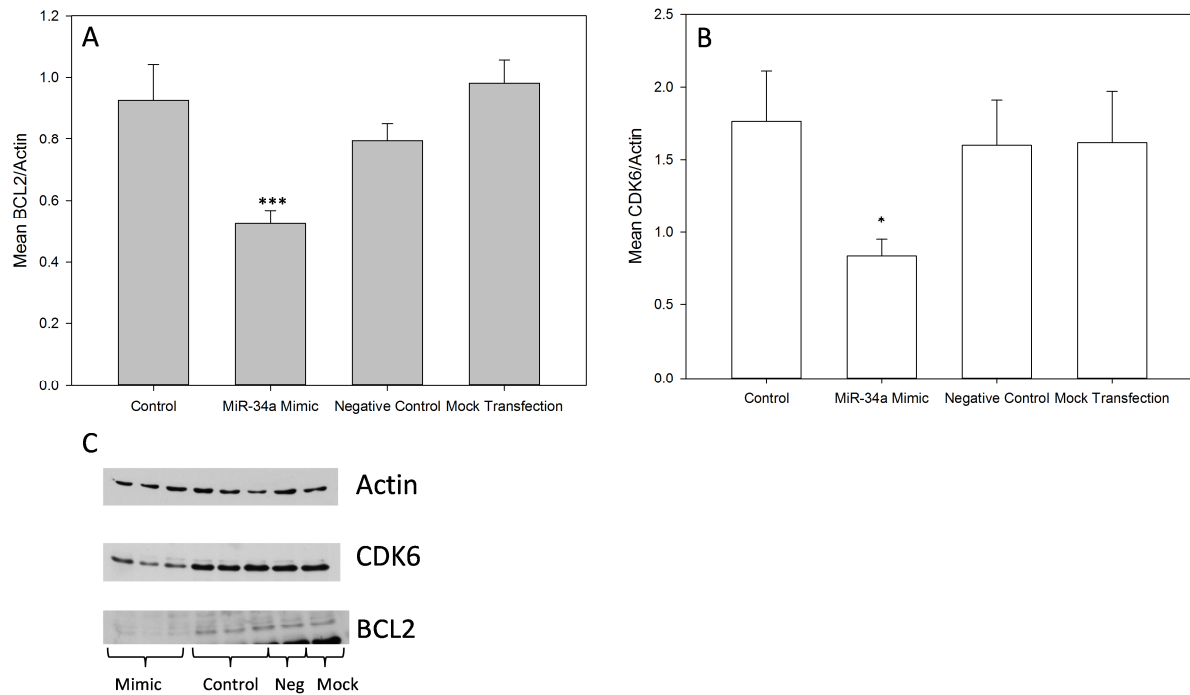 A
Mean BCL2/Actin
1.2
1.0
0.8
0.6
0.4
0.2
0.0
***
Control MiR-34a Mimic Negative Control Mock Transfection
B
Mean CDK6/Actin
2.5
2.0
1.5
1.0
0.5
0.0
*
Control MiR-34a Mimic Negative Control Mock Transfection
C
Actin
CDK6
BCL2
Mimic Control Neg Mock